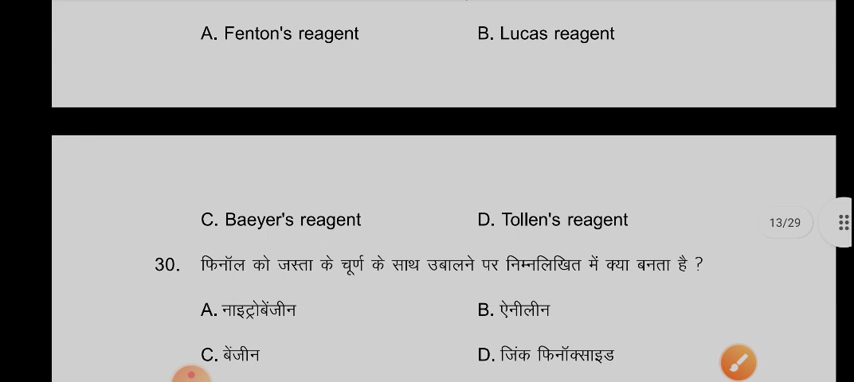 A. Fenton's reagent B. Lucas reagent
C. Baeyer's reagent D. Tollen's reagent
13/29
30. फिनॉल को जस्ता के चूर्ण के साथ उबालने पर निम्नलिखित में क्या बनता है ?
A. नाइट्रोबेंजीन B. ऐनीलीन
C. बेंजीन D. जिंक फिनॉक्साइड